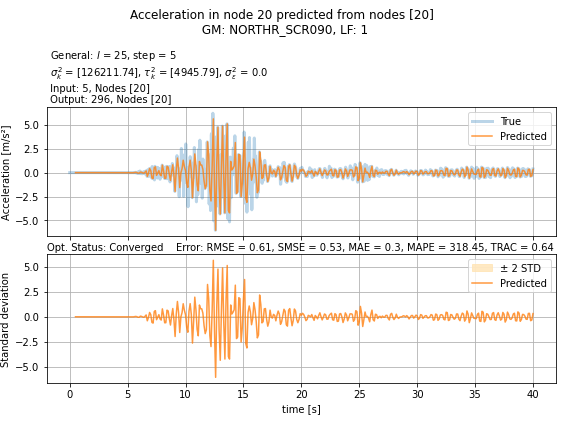 Acceleration in node 20 predicted from nodes [20]
GM: NORTHR_SCR090, LF: 1
General: l = 25, step = 5
σ²_k = [126211.74], τ²_k = [4945.79], σ²_ε = 0.0
Input: 5, Nodes [20]
Output: 296, Nodes [20]
Acceleration [m/s²]
5.0
2.5
0.0
−2.5
−5.0
True
Predicted
Opt. Status: Converged    Error: RMSE = 0.61, SMSE = 0.53, MAE = 0.3, MAPE = 318.45, TRAC = 0.64
Standard deviation
5.0
2.5
0.0
−2.5
−5.0
± 2 STD
Predicted
0 5 10 15 20 25 30 35 40
time [s]